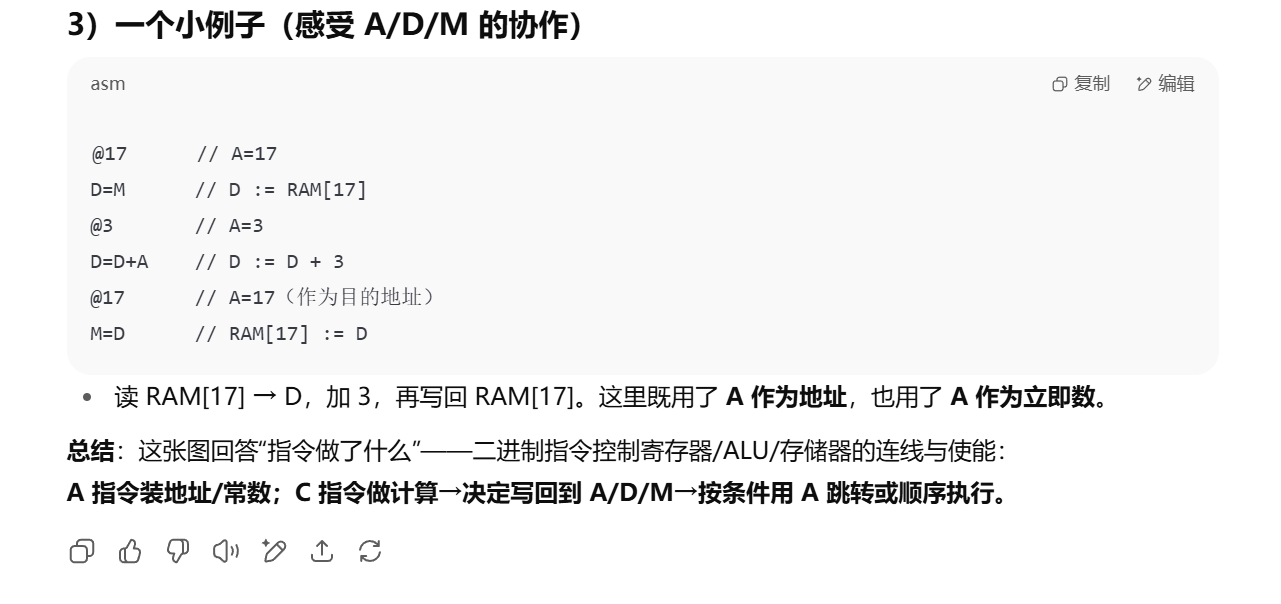 3）一个小例子（感受 A/D/M 的协作）
asm
复制 编辑
@17 // A=17
D=M // D := RAM[17]
@3 // A=3
D=D+A // D := D + 3
@17 // A=17（作为目的地址）
M=D // RAM[17] := D
• 读 RAM[17] → D，加 3，再写回 RAM[17]。这里既用了 A 作为地址，也用了 A 作为立即数。
总结：这张图回答“指令做了什么”——二进制指令控制寄存器/ALU/存储器的连线与使能：
A 指令装地址/常数；C 指令做计算→决定写回到 A/D/M→按条件用 A 跳转或顺序执行。